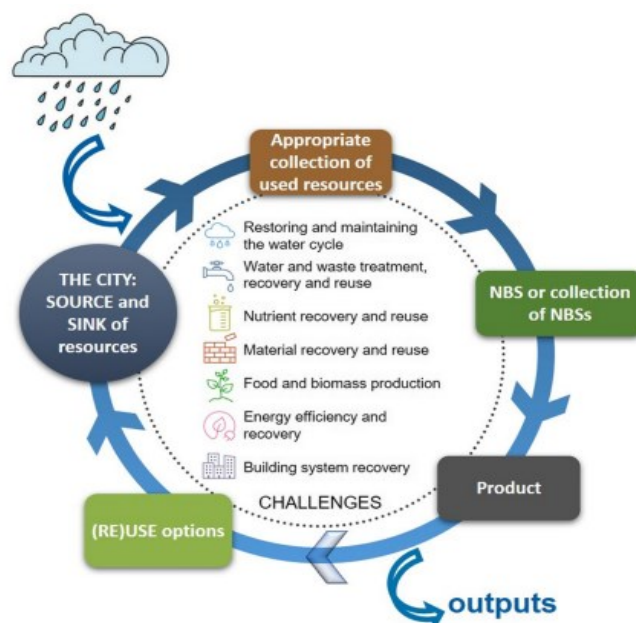 Appropriate
collection of
used resources
Restoring and maintaining
the water cycle
Water and waste treatment,
recovery and reuse
Nutrient recovery and reuse
Material recovery and reuse
Food and biomass production
Energy efficiency and
recovery
Building system recovery
CHALLENGES
THE CITY:
SOURCE and
SINK of
resources
NBS or collection
of NBSs
Product
(RE)USE options
outputs